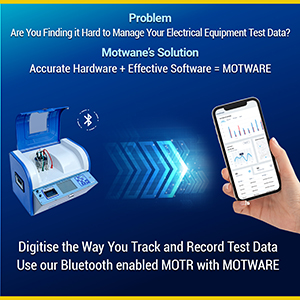 Problem
Are You Finding it Hard to Manage Your Electrical Equipment Test Data?
Motwane's Solution
Accurate Hardware + Effective Software = MOTWARE
Digitise the Way You Track and Record Test Data
Use our Bluetooth enabled MOTR with MOTWARE